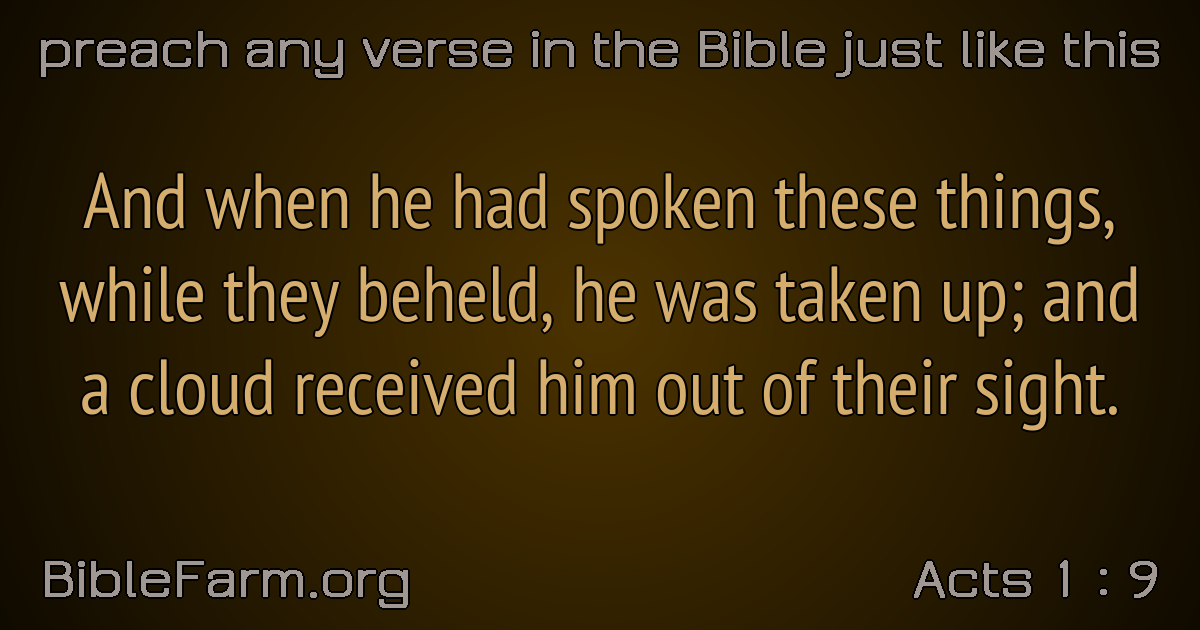 preach any verse in the Bible just like this
And when he had spoken these things,
while they beheld, he was taken up; and
a cloud received him out of their sight.
BibleFarm.org
Acts 1 : 9